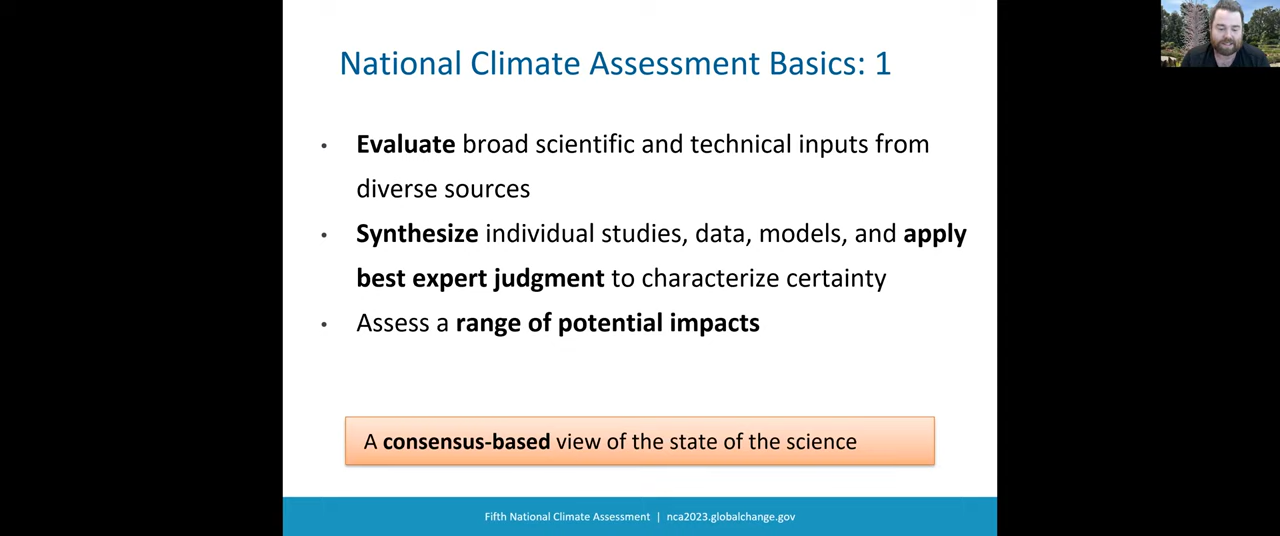 National Climate Assessment Basics: 1
• Evaluate broad scientific and technical inputs from
diverse sources
• Synthesize individual studies, data, models, and apply
best expert judgment to characterize certainty
• Assess a range of potential impacts
A consensus-based view of the state of the science
Fifth National Climate Assessment | nca2023.globalchange.gov